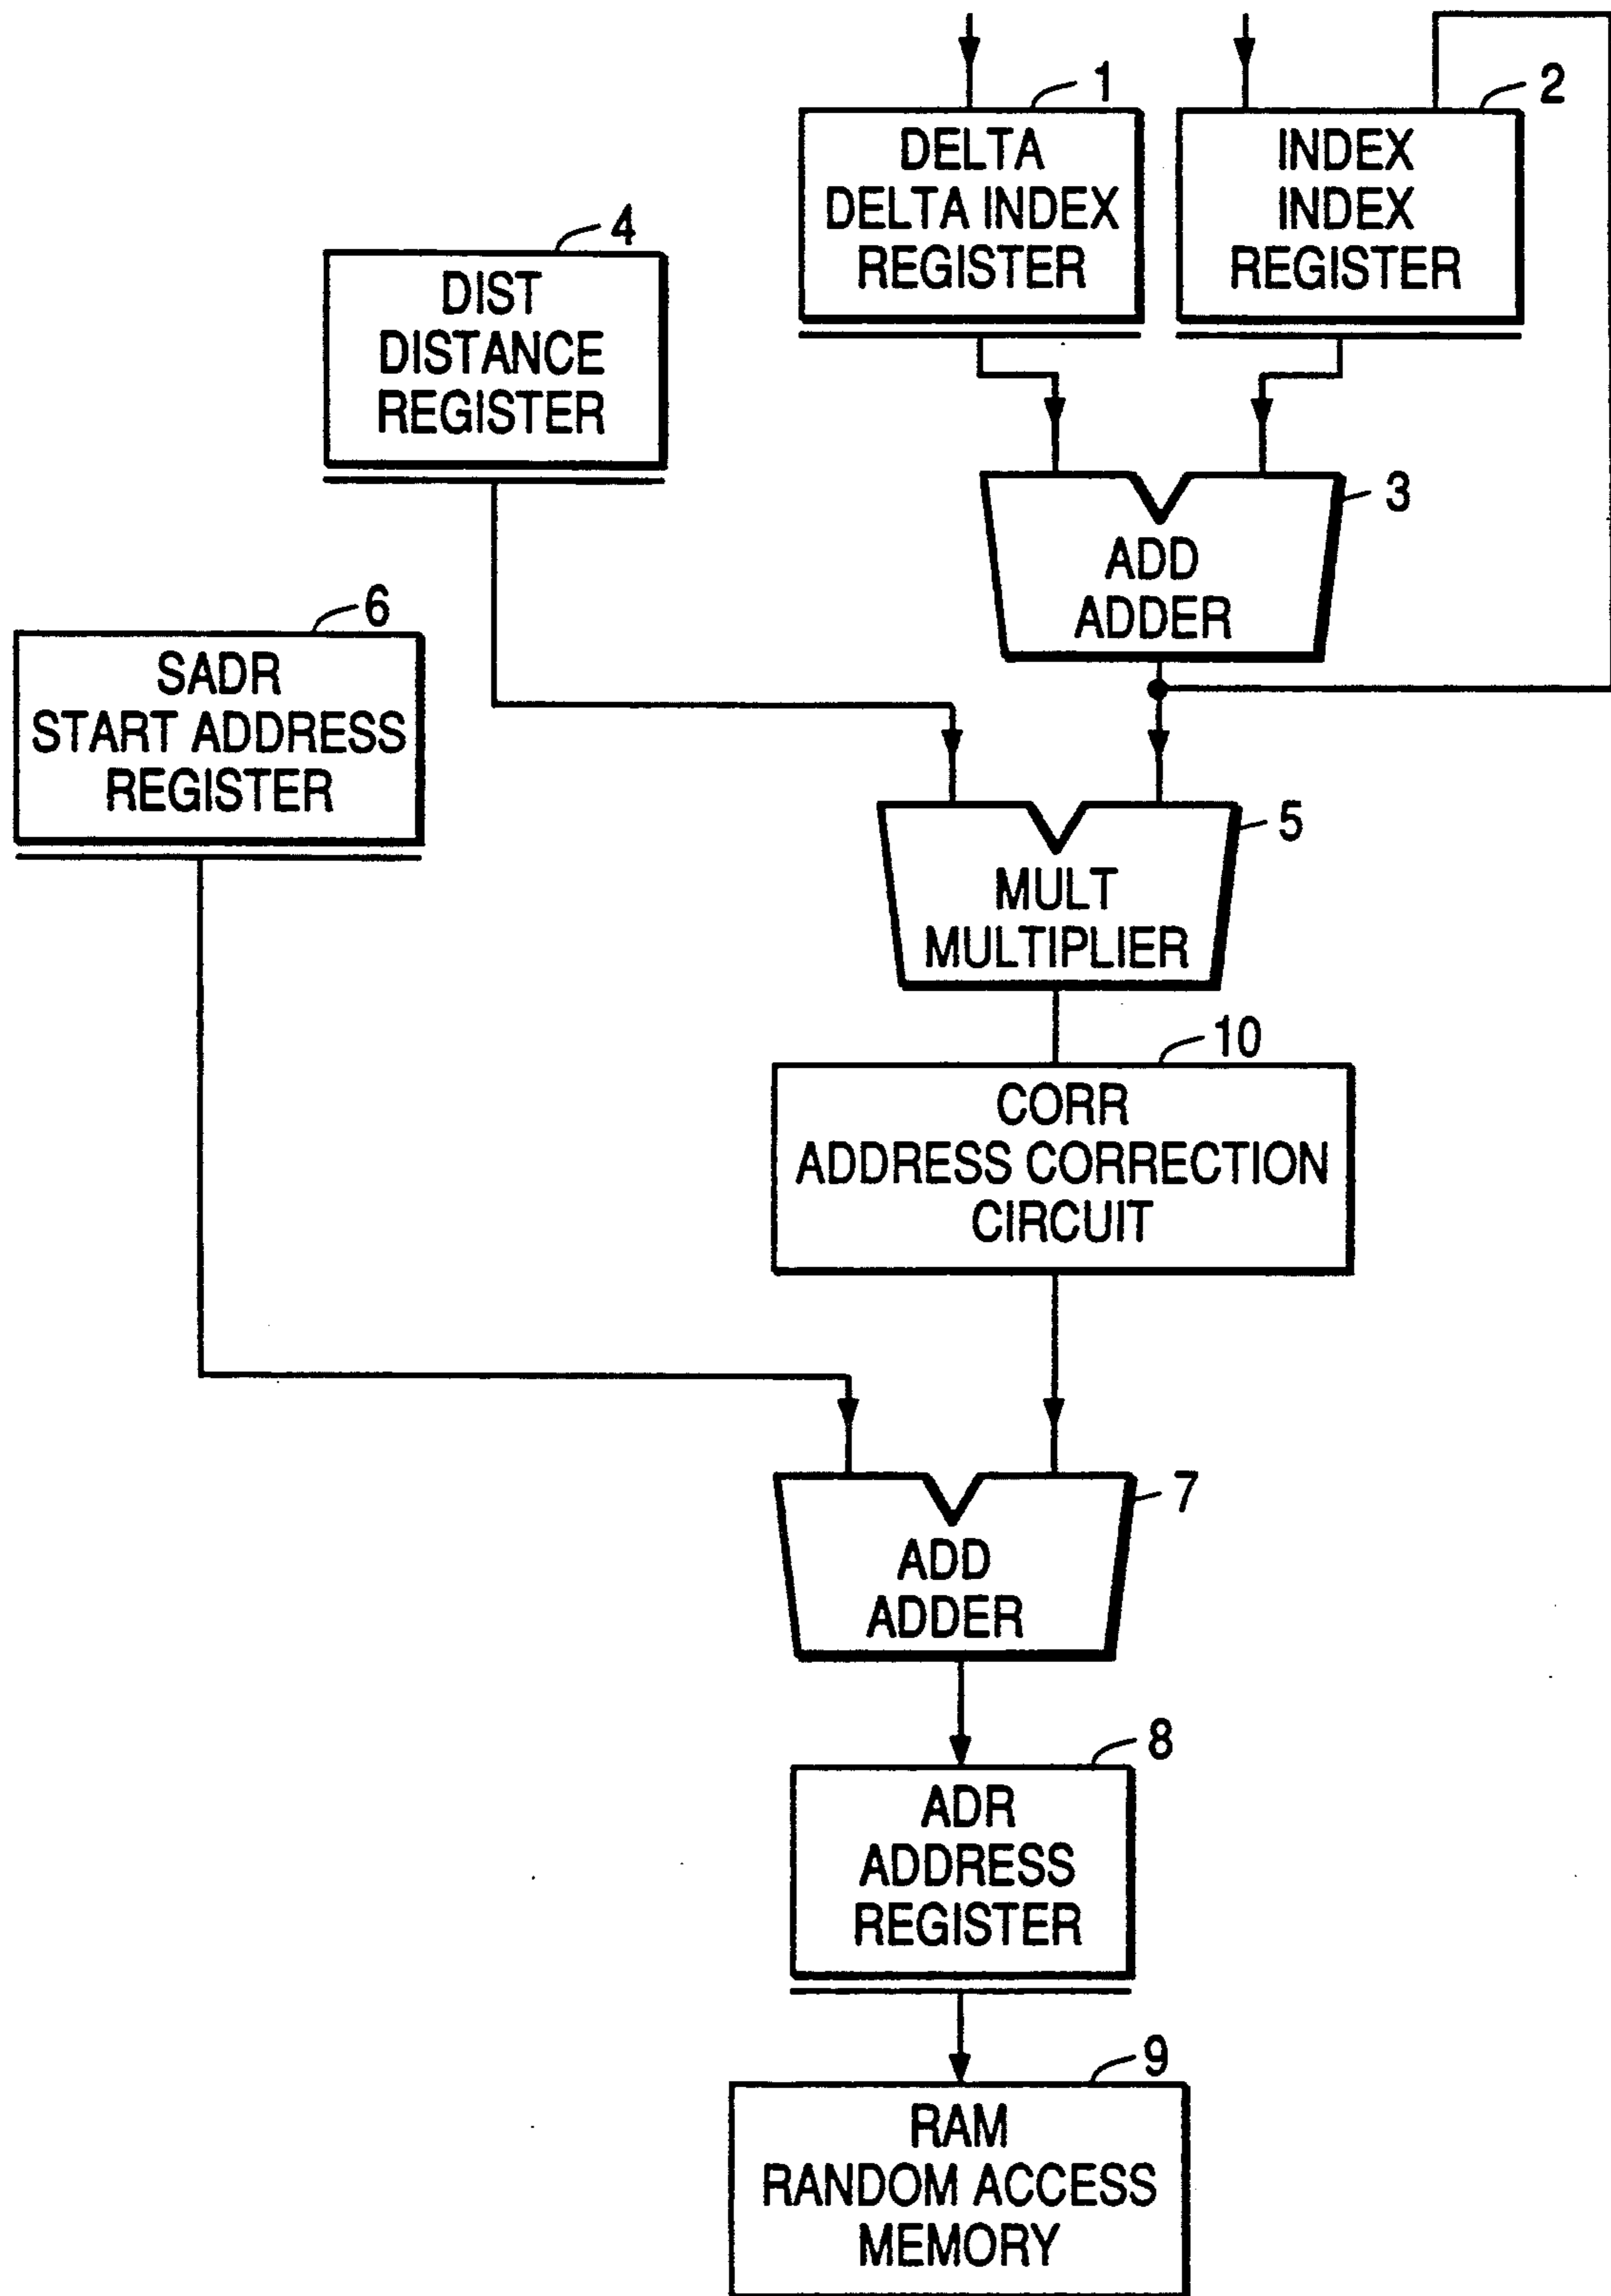 1
DELTA
DELTA INDEX
REGISTER
2
INDEX
INDEX
REGISTER
4
DIST
DISTANCE
REGISTER
3
ADD
ADDER
6
SADR
START ADDRESS
REGISTER
5
MULT
MULTIPLIER
10
CORR
ADDRESS CORRECTION
CIRCUIT
7
ADD
ADDER
8
ADR
ADDRESS
REGISTER
9
RAM
RANDOM ACCESS
MEMORY